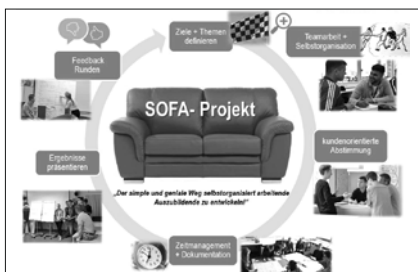 Ziele + Themen
definieren
Teamarbeit +
Selbstorganisation
Feedback
Runden
SOFA- Projekt
kundenorientierte
Abstimmung
Ergebnisse
präsentieren
„Der simple und geniale Weg selbstorganisiert arbeitende
Auszubildende zu entwickeln!“
Zeitmanagement
+ Dokumentation